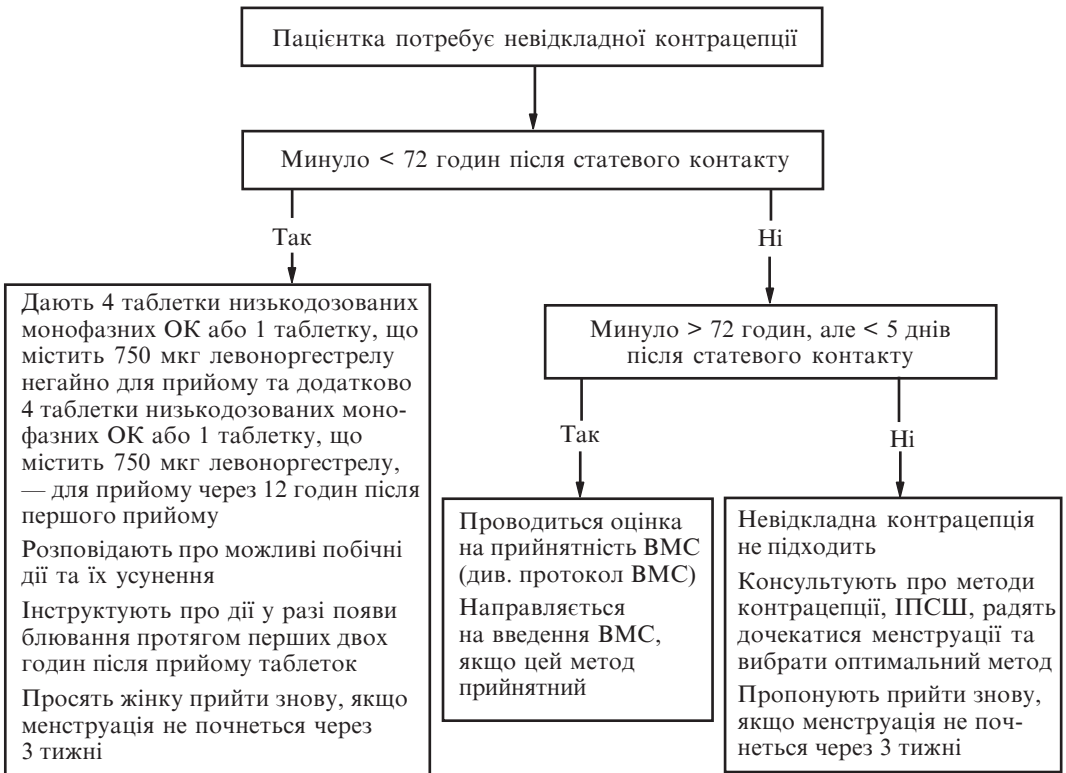 Пацієнтка потребує невідкладної контрацепції
Минуло < 72 годин після статевого контакту
Так
Ні
Дають 4 таблетки низькодозованих
монофазних ОК або 1 таблетку, що
містить 750 мкг левоноргестрелу
негайно для прийому та додатково
4 таблетки низькодозованих моно-
фазних ОК або 1 таблетку, що
містить 750 мкг левоноргестрелу,
— для прийому через 12 годин після
першого прийому
Розповідають про можливі побічні
дії та їх усунення
Інструктують про дії у разі появи
блювання протягом перших двох
годин після прийому таблеток
Просять жінку прийти знову, якщо
менструація не почнеться через
3 тижні
Минуло > 72 годин, але < 5 днів
після статевого контакту
Так
Ні
Проводиться оцінка
на прийнятність ВМС
(див. протокол ВМС)
Направляється
на введення ВМС,
якщо цей метод
прийнятний
Невідкладна контрацепція
не підходить
Консультують про методи
контрацепції, ІПСШ, радять
дочекатися менструації та
вибрати оптимальний метод
Пропонують прийти знову,
якщо менструація не поч-
неться через 3 тижні